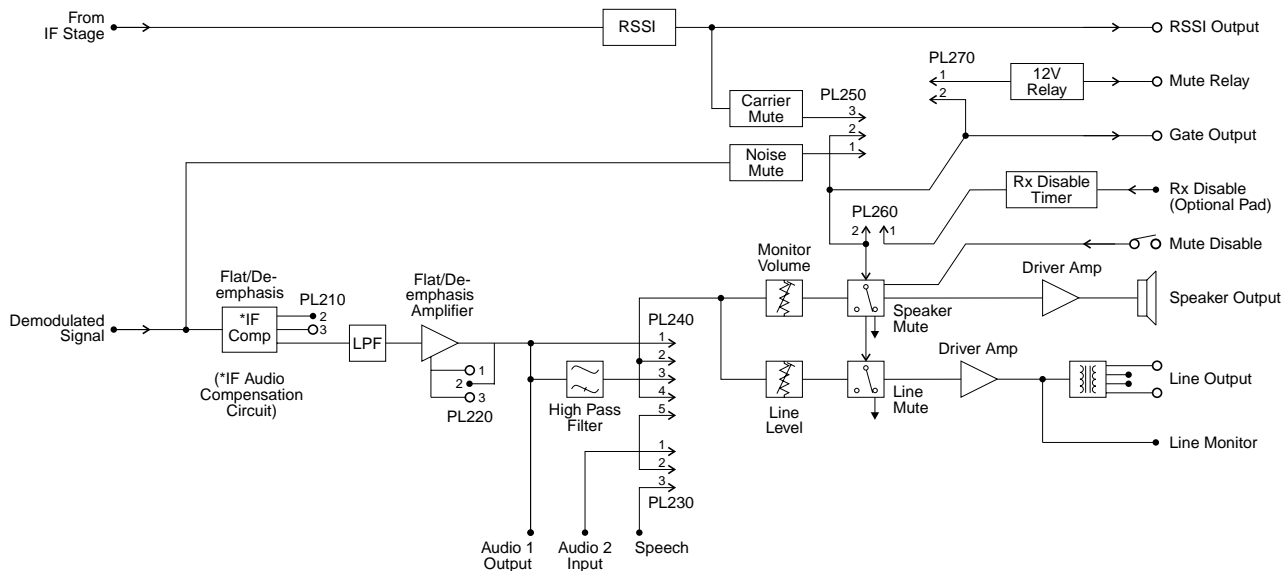 From
IF Stage
RSSI
RSSI Output
PL270
1
2
12V
Relay
Mute Relay
Carrier
Mute
PL250
3
2
1
Gate Output
Noise
Mute
Rx Disable
Timer
Rx Disable
(Optional Pad)
PL260
2
1
Mute Disable
Monitor
Volume
Driver Amp
Speaker
Mute
Speaker Output
Flat/De-
emphasis
PL210
2
3
Flat/De-
emphasis
Amplifier
Demodulated
Signal
*IF
Comp
LPF
PL240
1
2
3
4
5
(*IF Audio
Compensation
Circuit)
1
2
3
PL220
High Pass
Filter
Line
Level
Line
Mute
Driver Amp
Line Output
Line Monitor
1
2
3
PL230
Audio 1
Output
Audio 2
Input
Speech